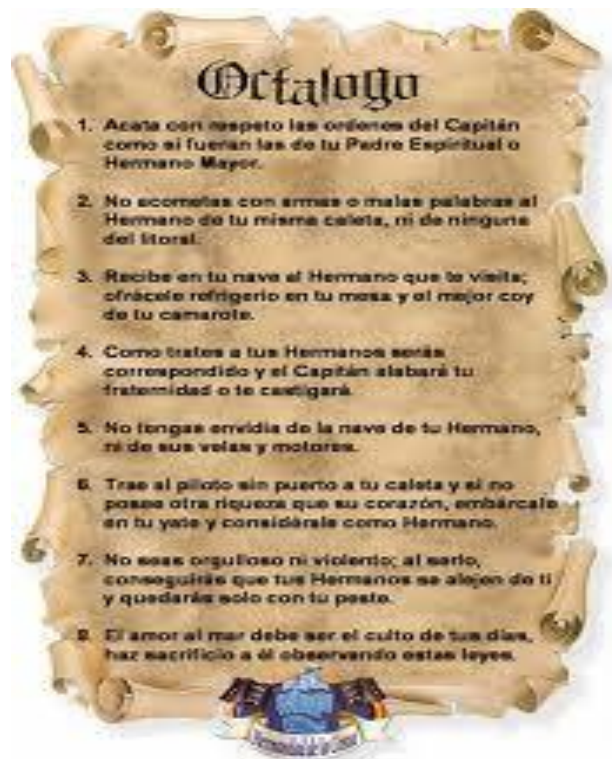 Octalogo
1. Acata con respeto las ordenes del Capitán
como si fueran las de tu Padre Espiritual o
Hermano Mayor.
2. No acometas con armas o malas palabras al
Hermano de tu misma caleta, ni de ninguna
del litoral.
3. Recibe en tu nave al Hermano que te visita;
ofrácele refrigerio en tu mesa y el mejor coy
de tu camarote.
4. Como trates a tus Hermanos serás
correspondido y el Capitán alabará tu
fraternidad o te castigará.
5. No tengas envidia de la nave de tu Hermano,
ni de sus velas y motores.
6. Trae al piloto sin puerto a tu caleta y si no
posee otra riqueza que su corazón, embárcale
en tu yate y considérale como Hermano.
7. No seas orgulloso ni violento; al serlo,
conseguirás que tus Hermanos se alejen de ti
y quedarás solo con tu peste.
8. El amor al mar debe ser el culto de tus días,
haz sacrificio a él observando estas leyes.